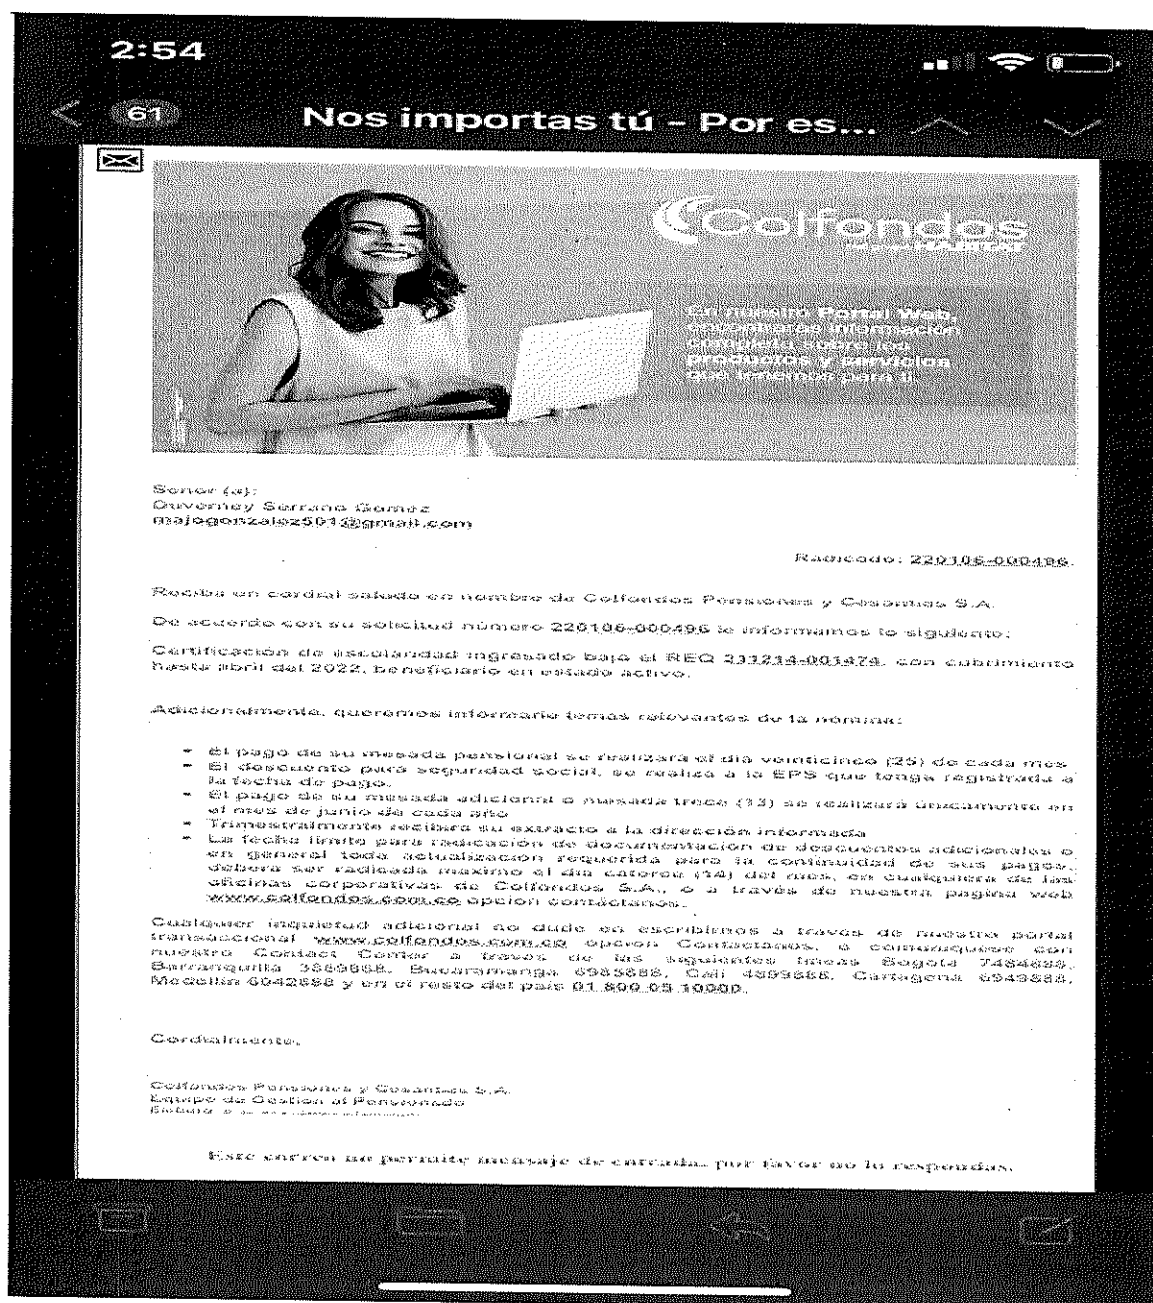 2:54
61
Nos importas tú – Por es...
Colfondos
En nuestro Portal Web,
encontrarás información
completa sobre los
productos y servicios
que tenemos para ti
Señor (a):
Duverney Serrano Gomez
majogonzalez501@gmail.com
Radicado: 220106-000496.
Reciba un cordial saludo en nombre de Colfondos Pensiones y Cesantías S.A.
De acuerdo con su solicitud número 220106-000496 le informamos lo siguiente:
Certificación de escolaridad ingresado bajo el REQ 211214-001474, con cubrimiento
hasta abril del 2022, beneficiario en estado activo.
Adicionalmente, queremos informarle temas relevantes de la nómina:
- El pago de su mesada pensional se realizará el día veinticinco (25) de cada mes
- El descuento para seguridad social, se realiza a la EPS que tenga registrada a
la fecha de pago.
- El pago de su mesada adicional o mesada trece (13) se realizará únicamente en
el mes de junio de cada año
- Trimestralmente recibirá su extracto a la dirección informada
- La fecha límite para radicación de documentación de descuentos adicionales o
en general toda actualización requerida para la continuidad de sus pagos,
deberá ser radicada máximo el día catorce (14) del mes, en cualquiera de las
oficinas corporativas de Colfondos S.A., o a través de nuestra página web
www.colfondos.com.co opción contáctanos.
Cualquier inquietud adicional no dude en escribirnos a través de nuestro portal
transaccional www.colfondos.com.co opción Contáctanos, o comuníquese con
nuestro Contact Center a través de las siguientes líneas Bogotá 7484888,
Barranquilla 3869888, Bucaramanga 6985888, Cali 4899888, Cartagena 6949888,
Medellín 6042888 y en el resto del país 01 800 05 10000.
Cordialmente,
Colfondos Pensiones y Cesantías S.A.
Equipo de Gestión al Pensionado
Este correo no permite mensaje de entrada, por favor no lo respondas.